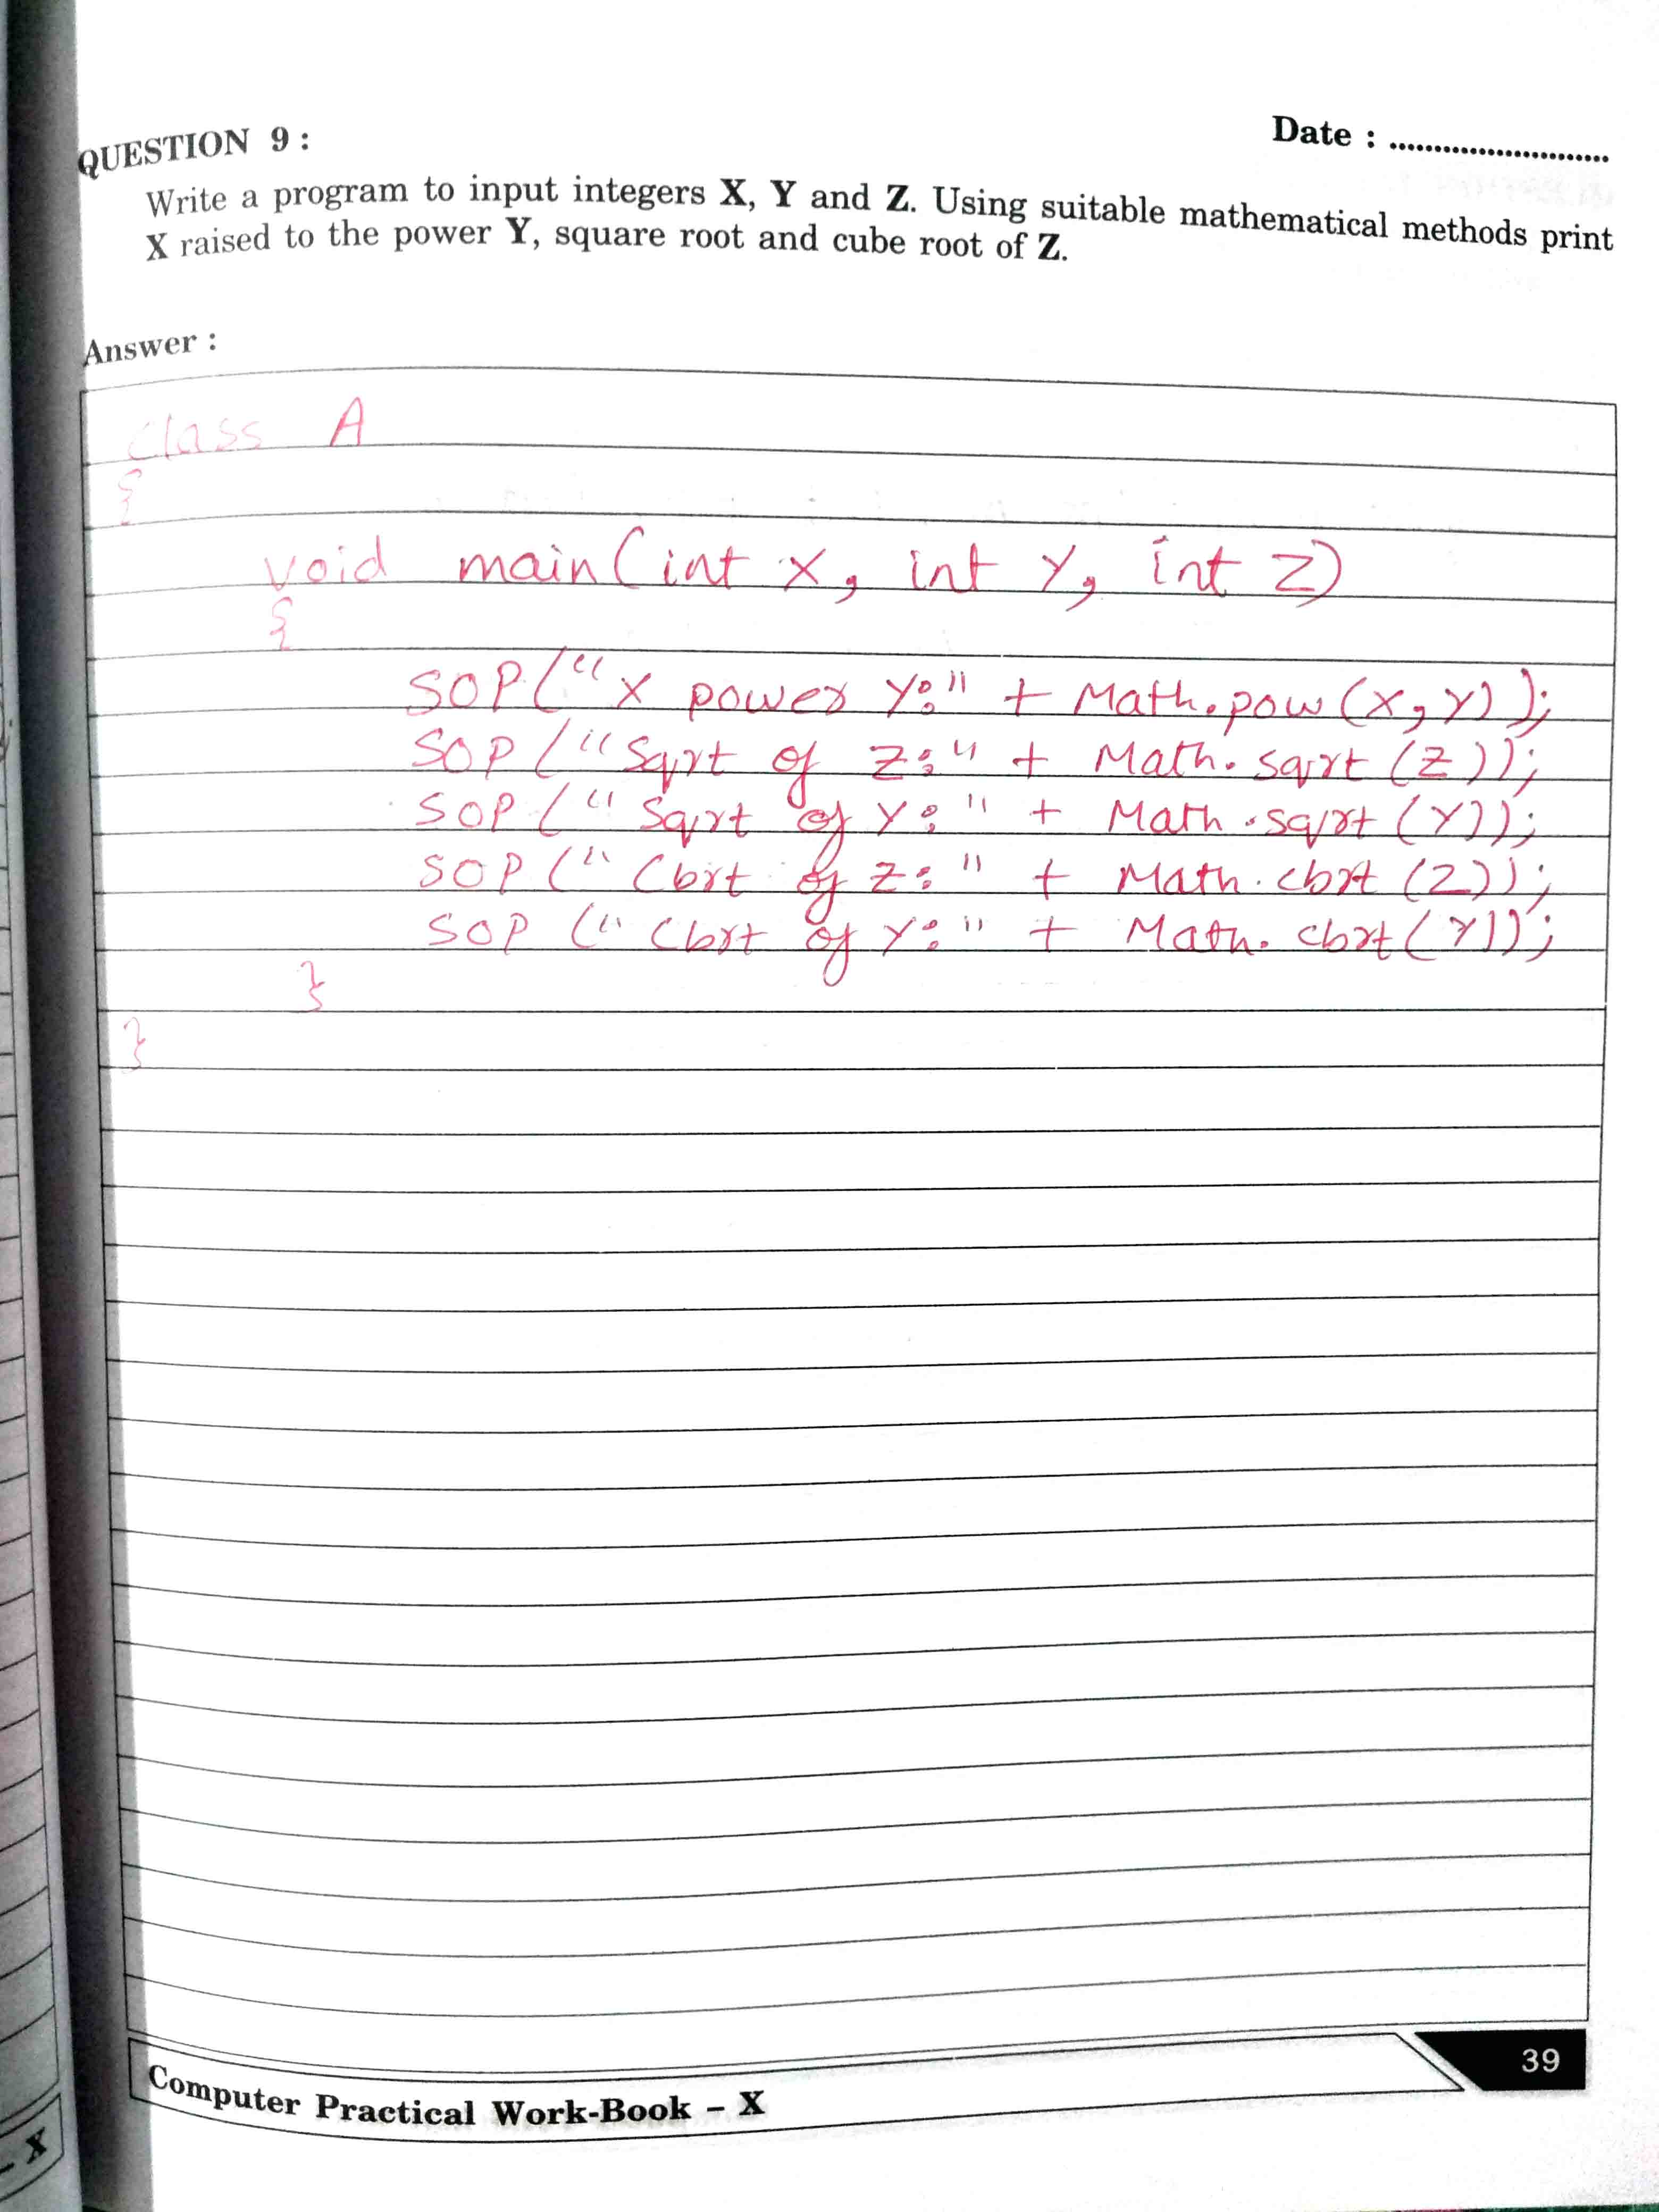 QUESTION 9 :
Date : ..........................
Write a program to input integers X, Y and Z. Using suitable mathematical methods print
X raised to the power Y, square root and cube root of Z.
Answer :
class A
{
void main(int X, int Y, int Z)
{
SOP("X power Y:" + Math.pow(X,Y));
SOP("Sqrt of Z:" + Math.sqrt(Z));
SOP("Sqrt of Y:" + Math.sqrt(Y));
SOP("Cbrt of Z:" + Math.cbrt(Z));
SOP("Cbrt of Y:" + Math.cbrt(Y));
}
}
Computer Practical Work-Book – X
39
– X